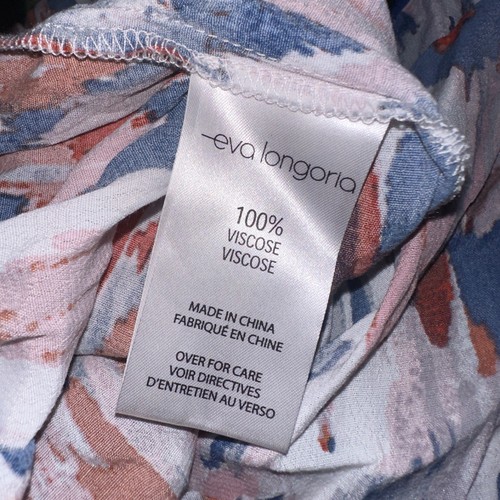 eva longoria
100%
VISCOSE
VISCOSE
MADE IN CHINA
FABRIQUÉ EN CHINE
OVER FOR CARE
VOIR DIRECTIVES
D'ENTRETIEN AU VERSO